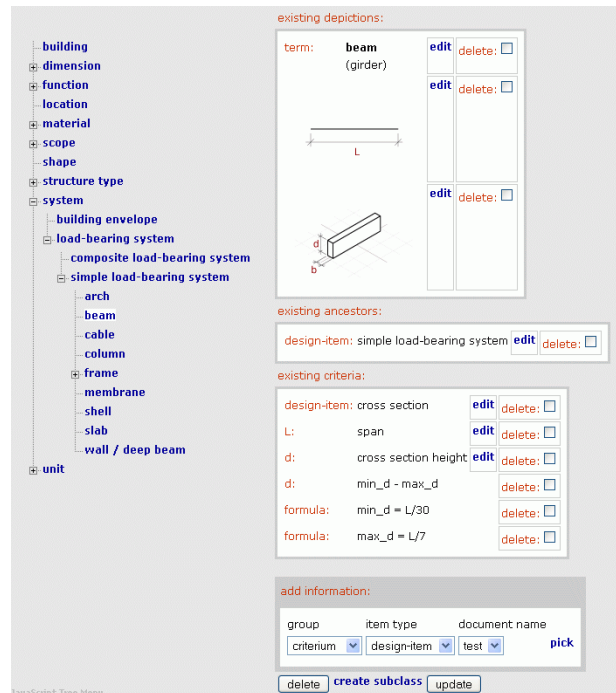 building
dimension
function
location
material
scope
shape
structure type
system
building envelope
load-bearing system
composite load-bearing system
simple load-bearing system
arch
beam
cable
column
frame
membrane
shell
slab
wall / deep beam
unit
JavaScript Tree Menu
existing depictions:
term: beam edit delete:
(girder)
edit delete:
L
edit delete:
d
b
existing ancestors:
design-item: simple load-bearing system edit delete:
existing criteria:
design-item: cross section edit delete:
L: span edit delete:
d: cross section height edit delete:
d: min_d - max_d delete:
formula: min_d = L/30 delete:
formula: max_d = L/7 delete:
add information:
group item type document name
criterium design-item test pick
delete create subclass update